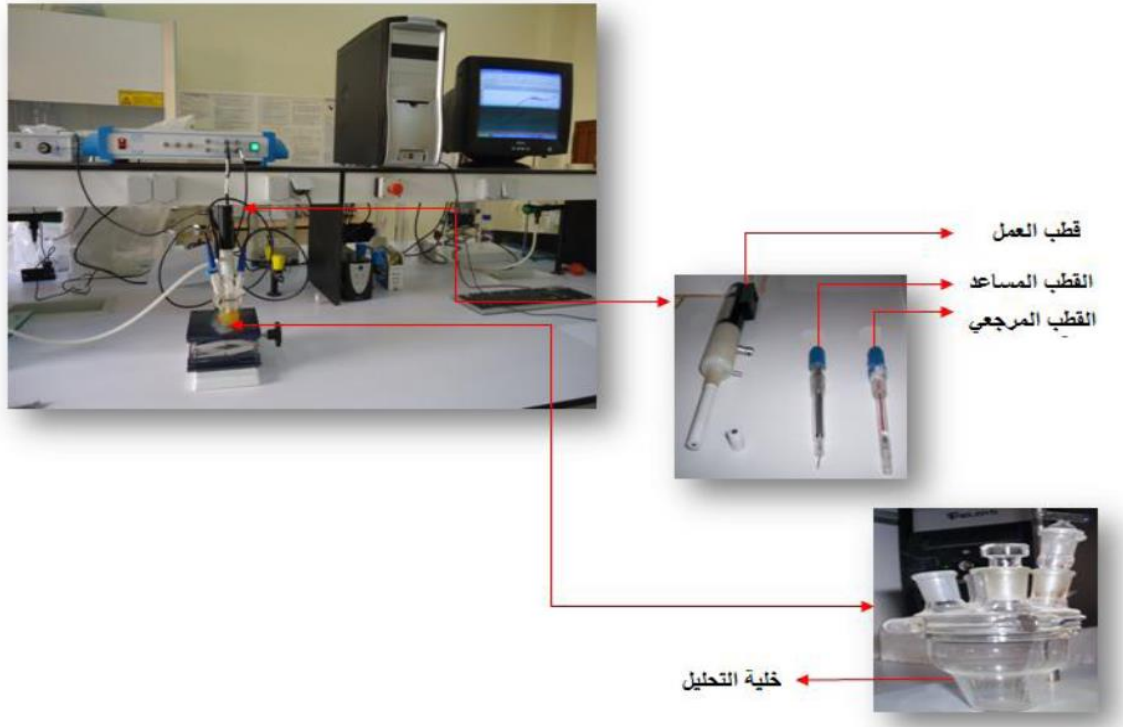 قطب العمل
القطب المساعد
القطب المرجعي
خلية التحليل